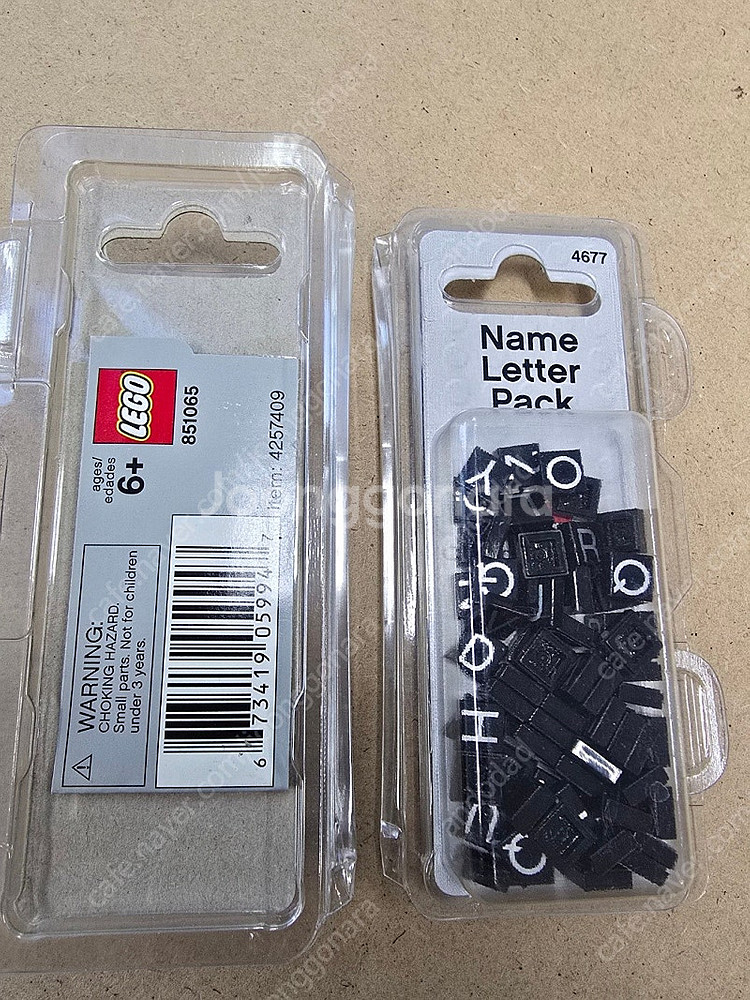 LEGO
851065
ages/
edades
6+
Item: 4257409
WARNING:
CHOKING HAZARD.
Small parts. Not for children
under 3 years.
6 73419 05994 7
4677
Name
Letter
Pack
Y
O
R
G
Q
H
Joonggonara